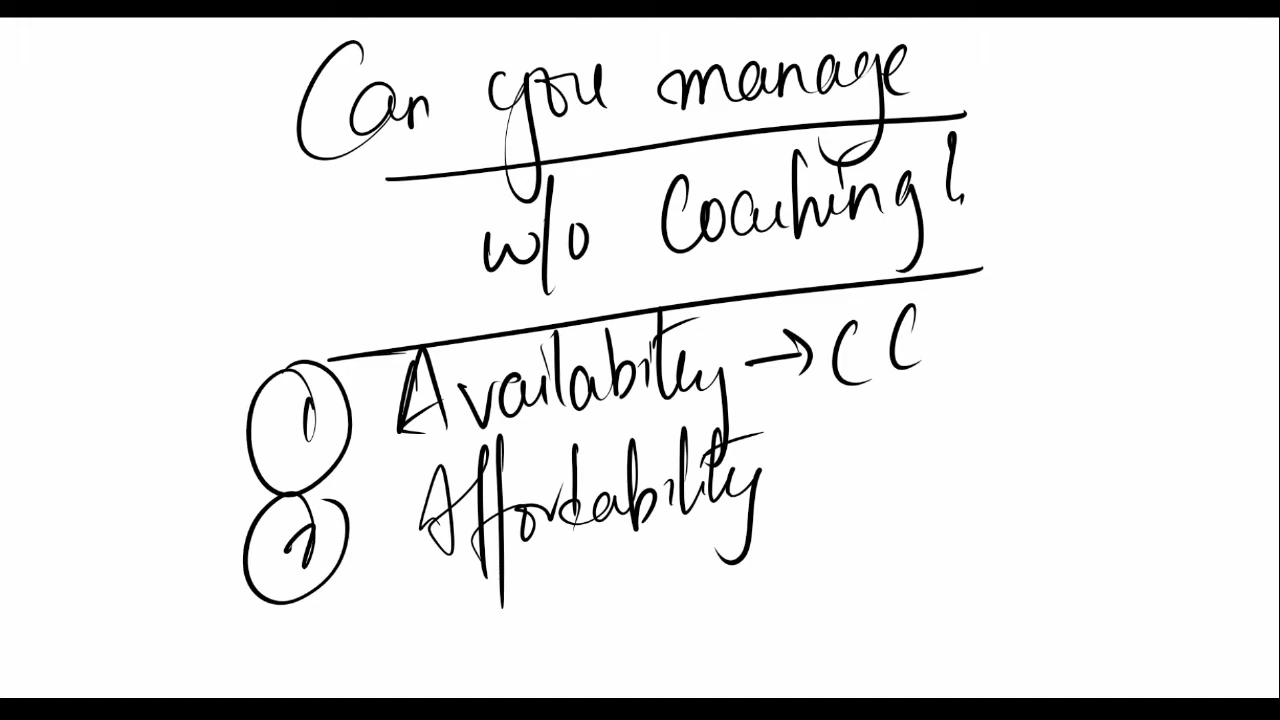 Can you manage
w/o Coaching?
1 Availability → CC
2 Affordability